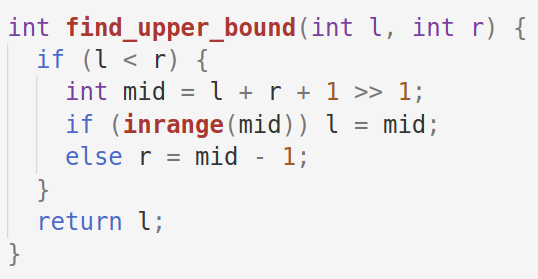 int find_upper_bound(int l, int r) {
  if (l < r) {
    int mid = l + r + 1 >> 1;
    if (inrange(mid)) l = mid;
    else r = mid - 1;
  }
  return l;
}